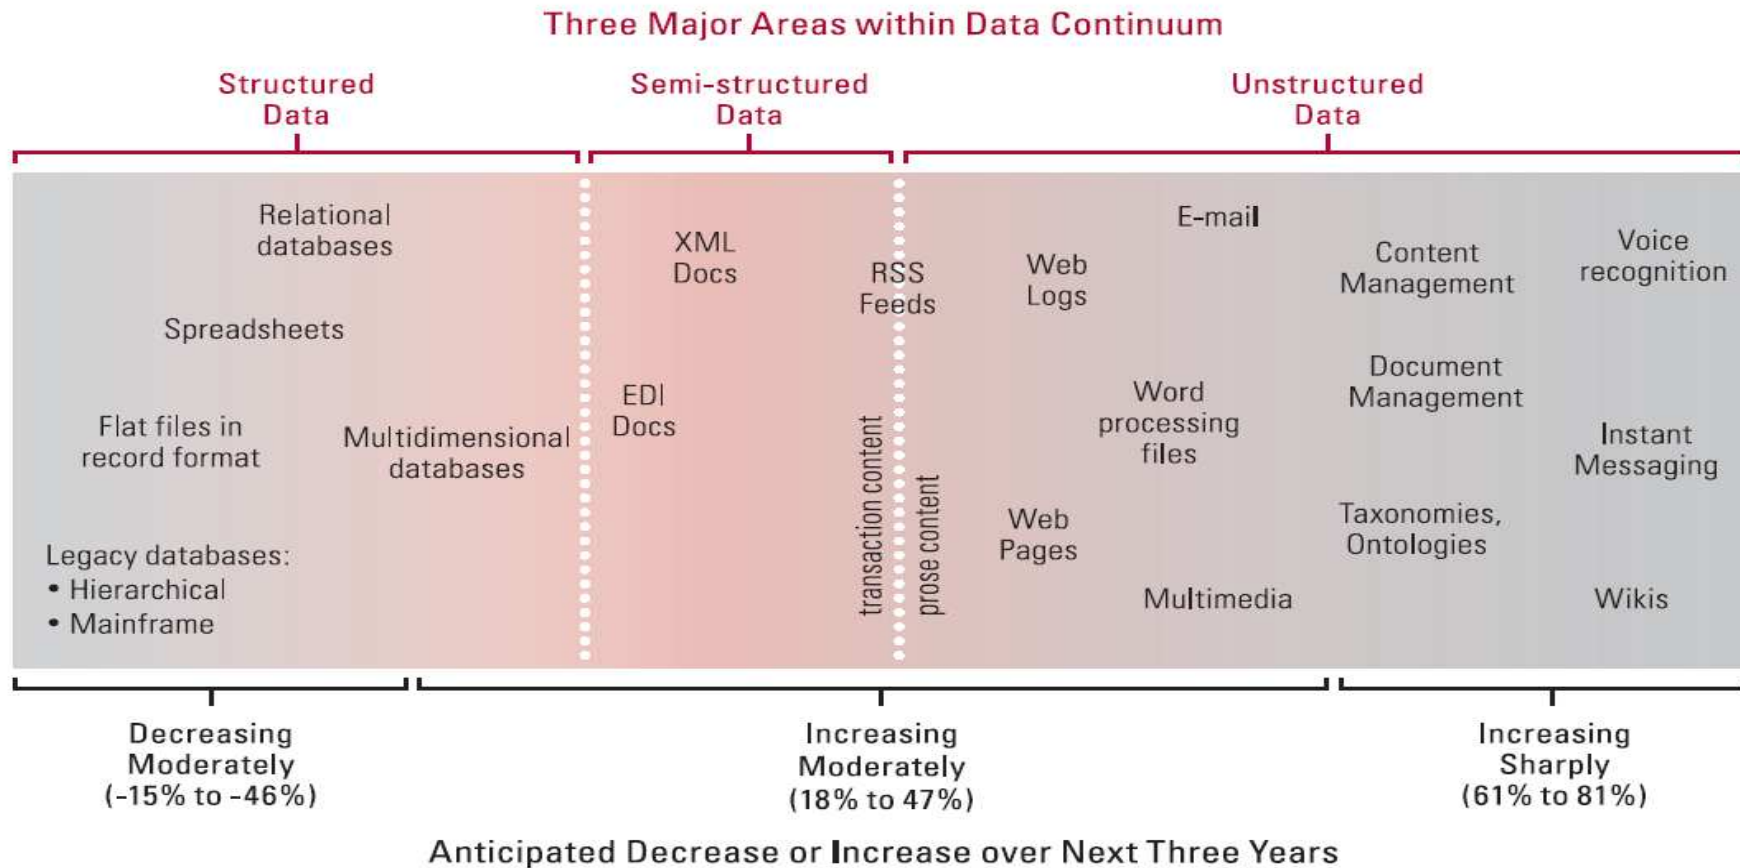 Three Major Areas within Data Continuum
Structured
Data
Semi-structured
Data
Unstructured
Data
Relational
databases
Spreadsheets
Flat files in
record format
Multidimensional
databases
Legacy databases:
• Hierarchical
• Mainframe
XML
Docs
EDI
Docs
RSS
Feeds
transaction content
prose content
Web
Logs
E-mail
Word
processing
files
Web
Pages
Multimedia
Content
Management
Document
Management
Taxonomies,
Ontologies
Voice
recognition
Instant
Messaging
Wikis
Decreasing
Moderately
(-15% to -46%)
Increasing
Moderately
(18% to 47%)
Increasing
Sharply
(61% to 81%)
Anticipated Decrease or Increase over Next Three Years